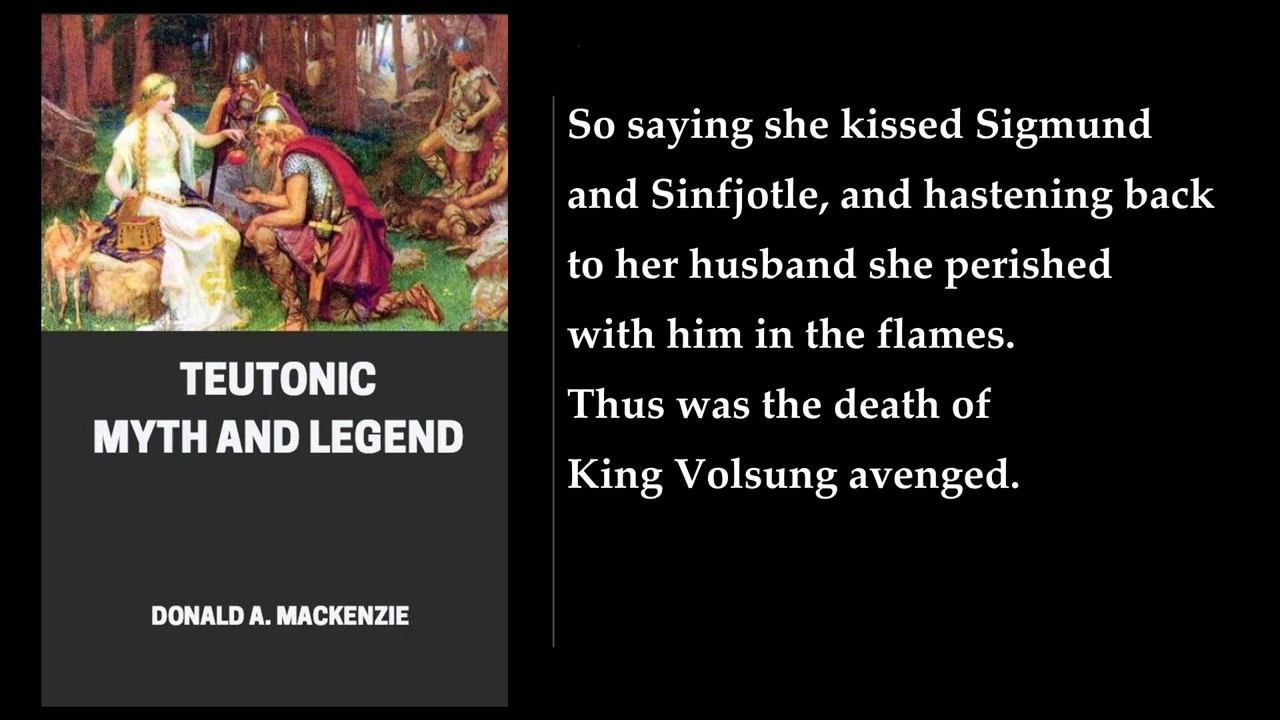 TEUTONIC
MYTH AND LEGEND
DONALD A. MACKENZIE
So saying she kissed Sigmund
and Sinfjotle, and hastening back
to her husband she perished
with him in the flames.
Thus was the death of
King Volsung avenged.